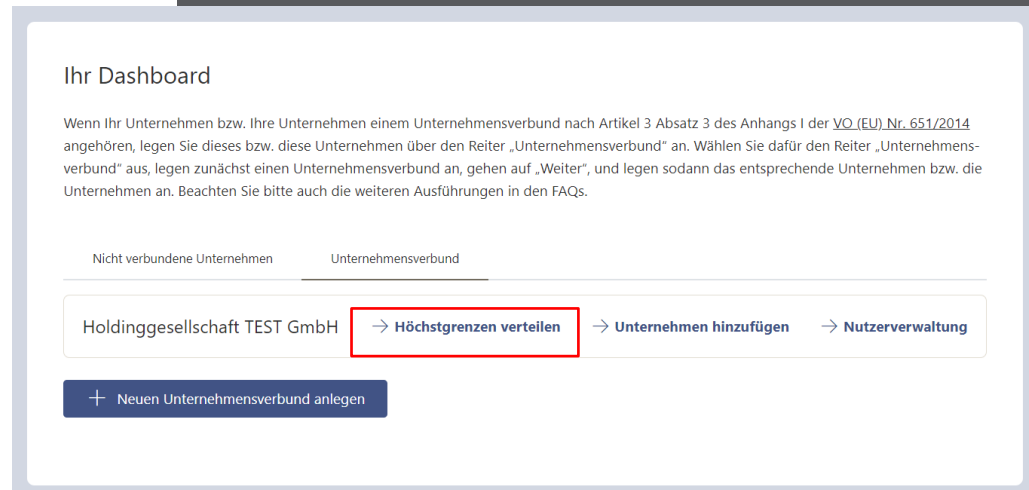 Ihr Dashboard
Wenn Ihr Unternehmen bzw. Ihre Unternehmen einem Unternehmensverbund nach Artikel 3 Absatz 3 des Anhangs I der VO (EU) Nr. 651/2014
angehören, legen Sie dieses bzw. diese Unternehmen über den Reiter „Unternehmensverbund“ an. Wählen Sie dafür den Reiter „Unternehmens-
verbund“ aus, legen zunächst einen Unternehmensverbund an, gehen auf „Weiter“, und legen sodann das entsprechende Unternehmen bzw. die
Unternehmen an. Beachten Sie bitte auch die weiteren Ausführungen in den FAQs.
Nicht verbundene Unternehmen Unternehmensverbund
Holdinggesellschaft TEST GmbH → Höchstgrenzen verteilen → Unternehmen hinzufügen → Nutzerverwaltung
+ Neuen Unternehmensverbund anlegen